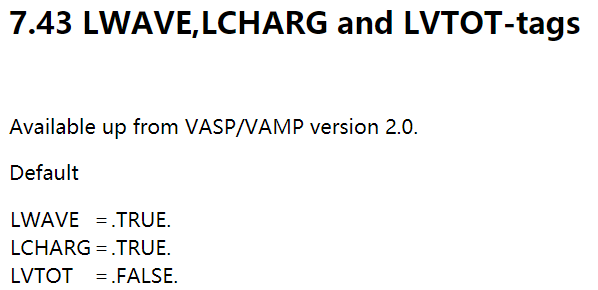 7.43 LWAVE,LCHARG and LVTOT-tags
Available up from VASP/VAMP version 2.0.
Default
LWAVE = .TRUE.
LCHARG = .TRUE.
LVTOT = .FALSE.